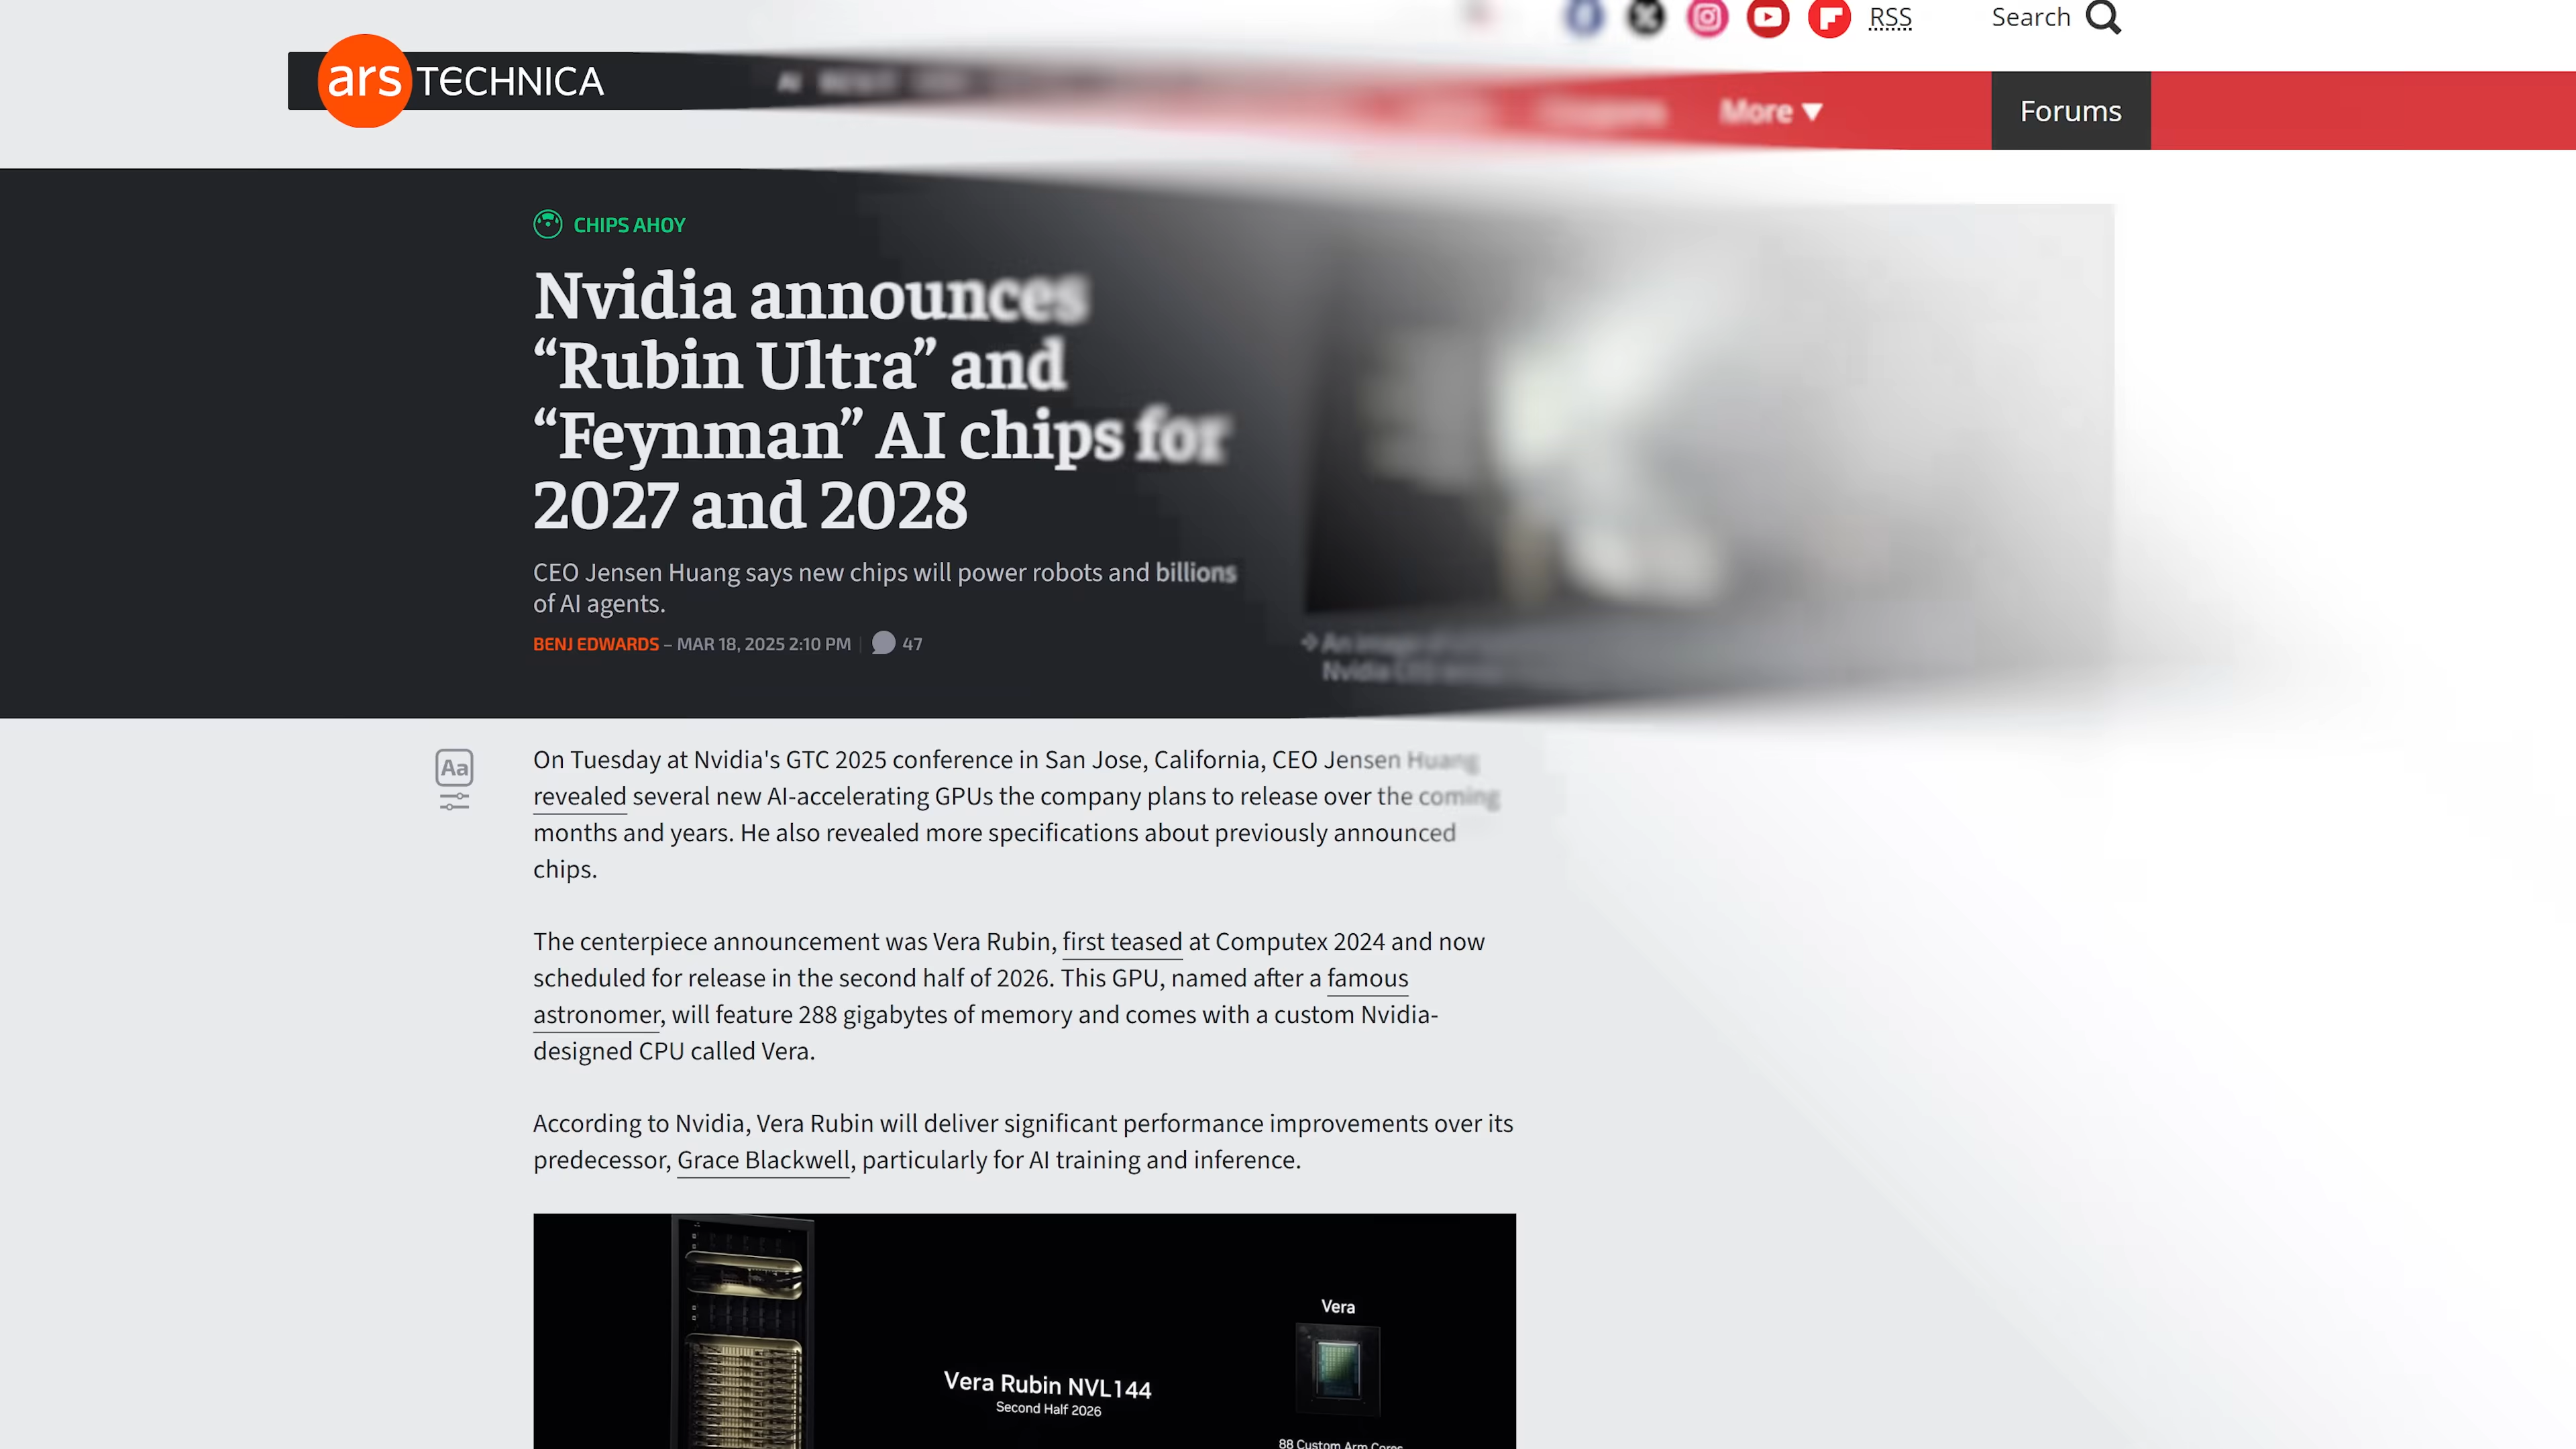 RSS
Search
ars TECHNICA
AI
More
Forums
CHIPS AHOY
Nvidia announces
“Rubin Ultra” and
“Feynman” AI chips for
2027 and 2028
CEO Jensen Huang says new chips will power robots and billions
of AI agents.
BENJ EDWARDS – MAR 18, 2025 2:10 PM | 47
An image
Nvidia CEO
Aa
On Tuesday at Nvidia's GTC 2025 conference in San Jose, California, CEO Jensen Huang
revealed several new AI-accelerating GPUs the company plans to release over the coming
months and years. He also revealed more specifications about previously announced
chips.
The centerpiece announcement was Vera Rubin, first teased at Computex 2024 and now
scheduled for release in the second half of 2026. This GPU, named after a famous
astronomer, will feature 288 gigabytes of memory and comes with a custom Nvidia-
designed CPU called Vera.
According to Nvidia, Vera Rubin will deliver significant performance improvements over its
predecessor, Grace Blackwell, particularly for AI training and inference.
Vera
Vera Rubin NVL144
Second Half 2026
88 Custom Arm Cores